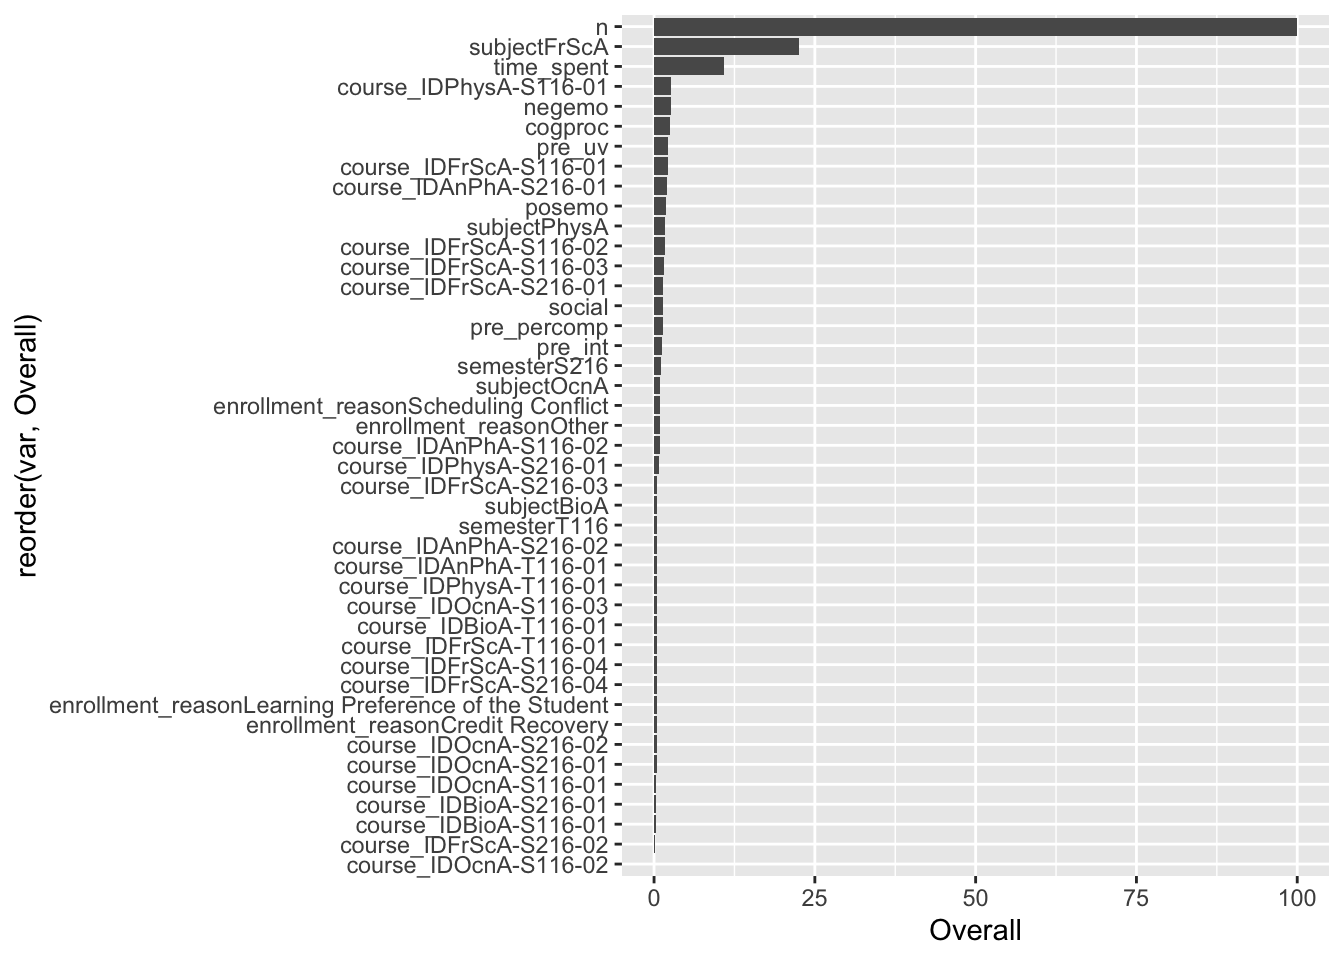 n
subjectFrScA
time_spent
course_IDPhysA-S116-01
negemo
cogproc
pre_uv
course_IDFrScA-S116-01
course_IDAnPhA-S216-01
posemo
subjectPhysA
course_IDFrScA-S116-02
course_IDFrScA-S116-03
course_IDFrScA-S216-01
social
pre_percomp
pre_int
semesterS216
subjectOcnA
enrollment_reasonScheduling Conflict
enrollment_reasonOther
course_IDAnPhA-S116-02
course_IDPhysA-S216-01
course_IDFrScA-S216-03
subjectBioA
semesterT116
course_IDAnPhA-S216-02
course_IDAnPhA-T116-01
course_IDPhysA-T116-01
course_IDOcnA-S116-03
course_IDBioA-T116-01
course_IDFrScA-T116-01
course_IDFrScA-S116-04
course_IDFrScA-S216-04
enrollment_reasonLearning Preference of the Student
enrollment_reasonCredit Recovery
course_IDOcnA-S216-02
course_IDOcnA-S216-01
course_IDOcnA-S116-01
course_IDBioA-S216-01
course_IDBioA-S116-01
course_IDFrScA-S216-02
course_IDOcnA-S116-02
reorder(var, Overall)
0 25 50 75 100
Overall